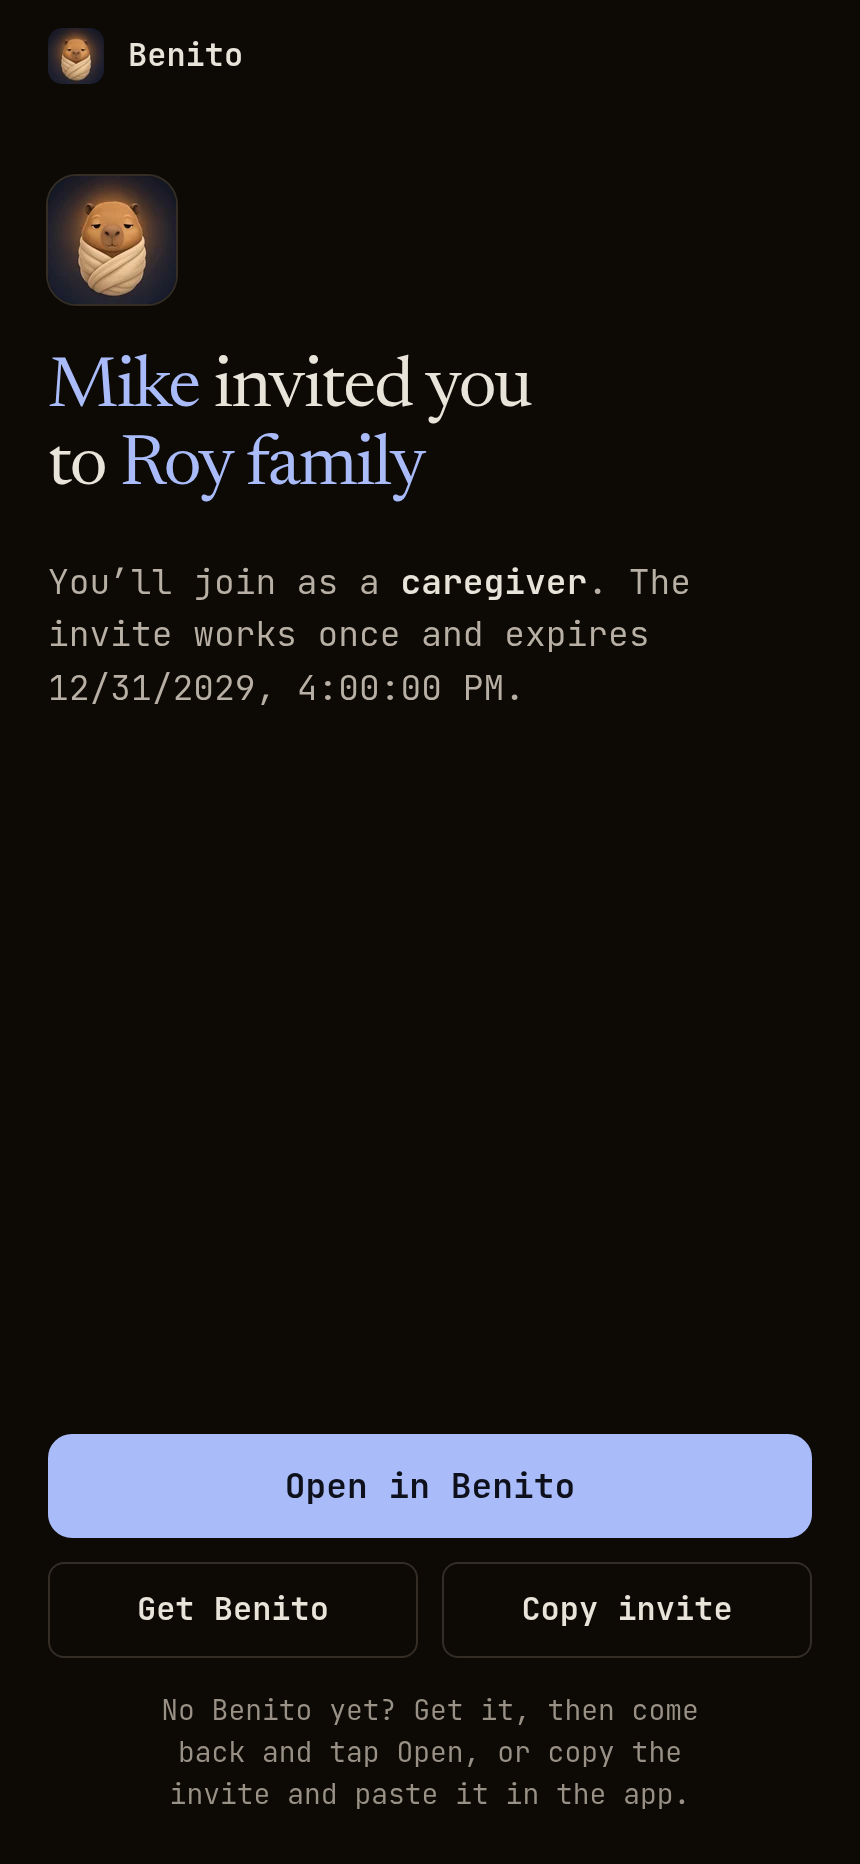 Benito
Mike invited you
to Roy family
You’ll join as a caregiver. The
invite works once and expires
12/31/2029, 4:00:00 PM.
Open in Benito
Get Benito
Copy invite
No Benito yet? Get it, then come
back and tap Open, or copy the
invite and paste it in the app.